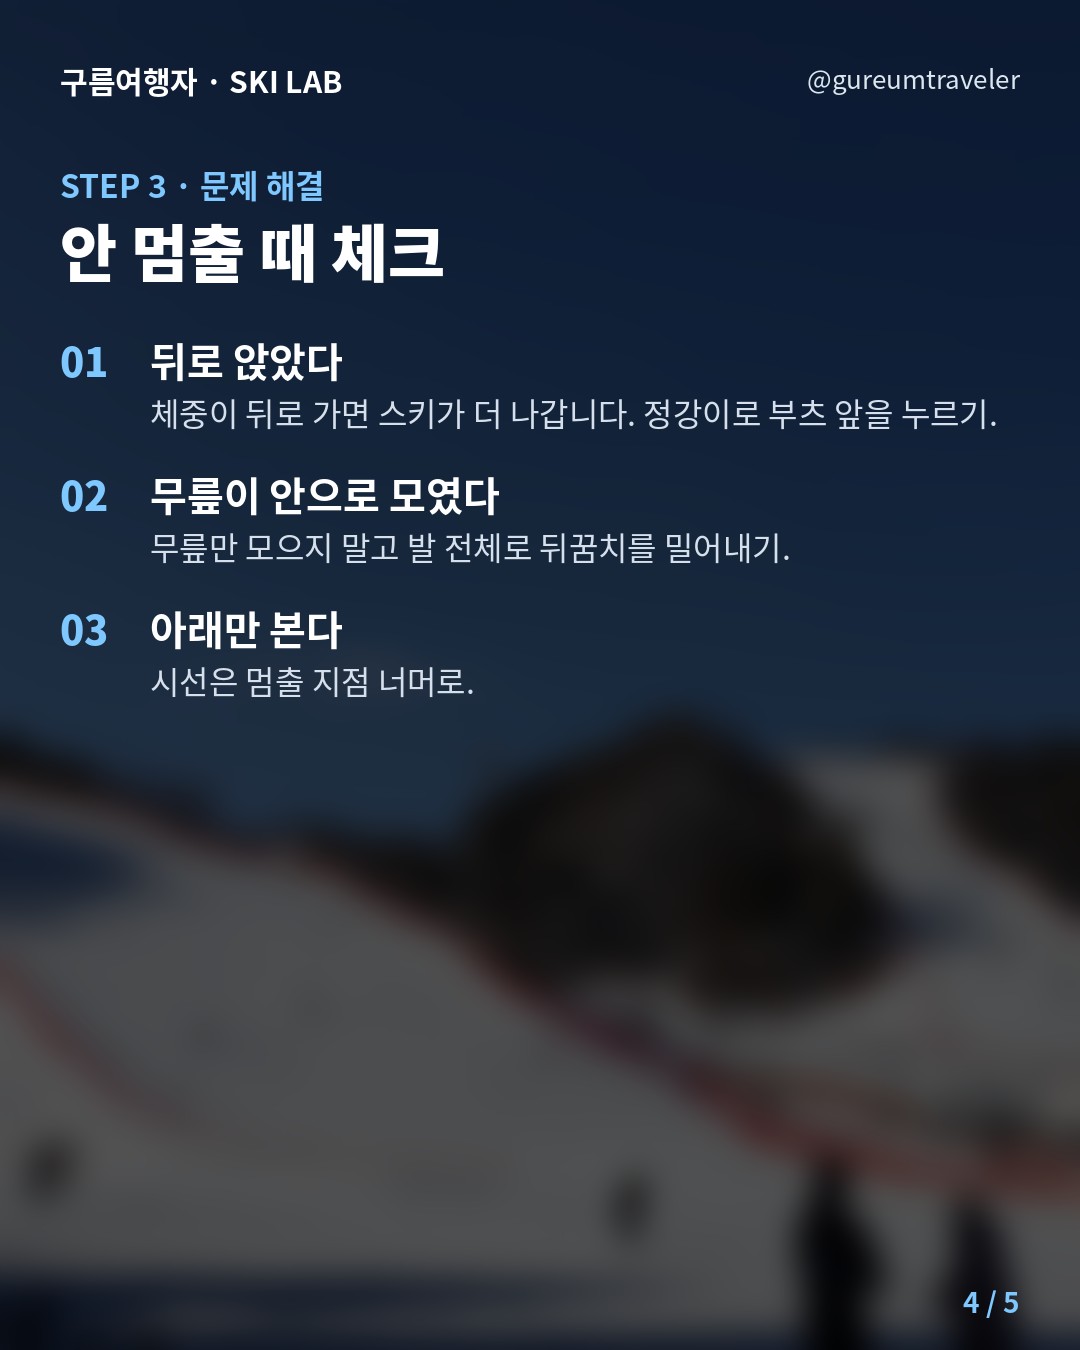 구름여행자 · SKI LAB
@gureumtraveler
STEP 3 · 문제 해결
안 멈출 때 체크
01 뒤로 앉았다
체중이 뒤로 가면 스키가 더 나갑니다. 정강이로 부츠 앞을 누르기.
02 무릎이 안으로 모였다
무릎만 모으지 말고 발 전체로 뒤꿈치를 밀어내기.
03 아래만 본다
시선은 멈출 지점 너머로.
4 / 5